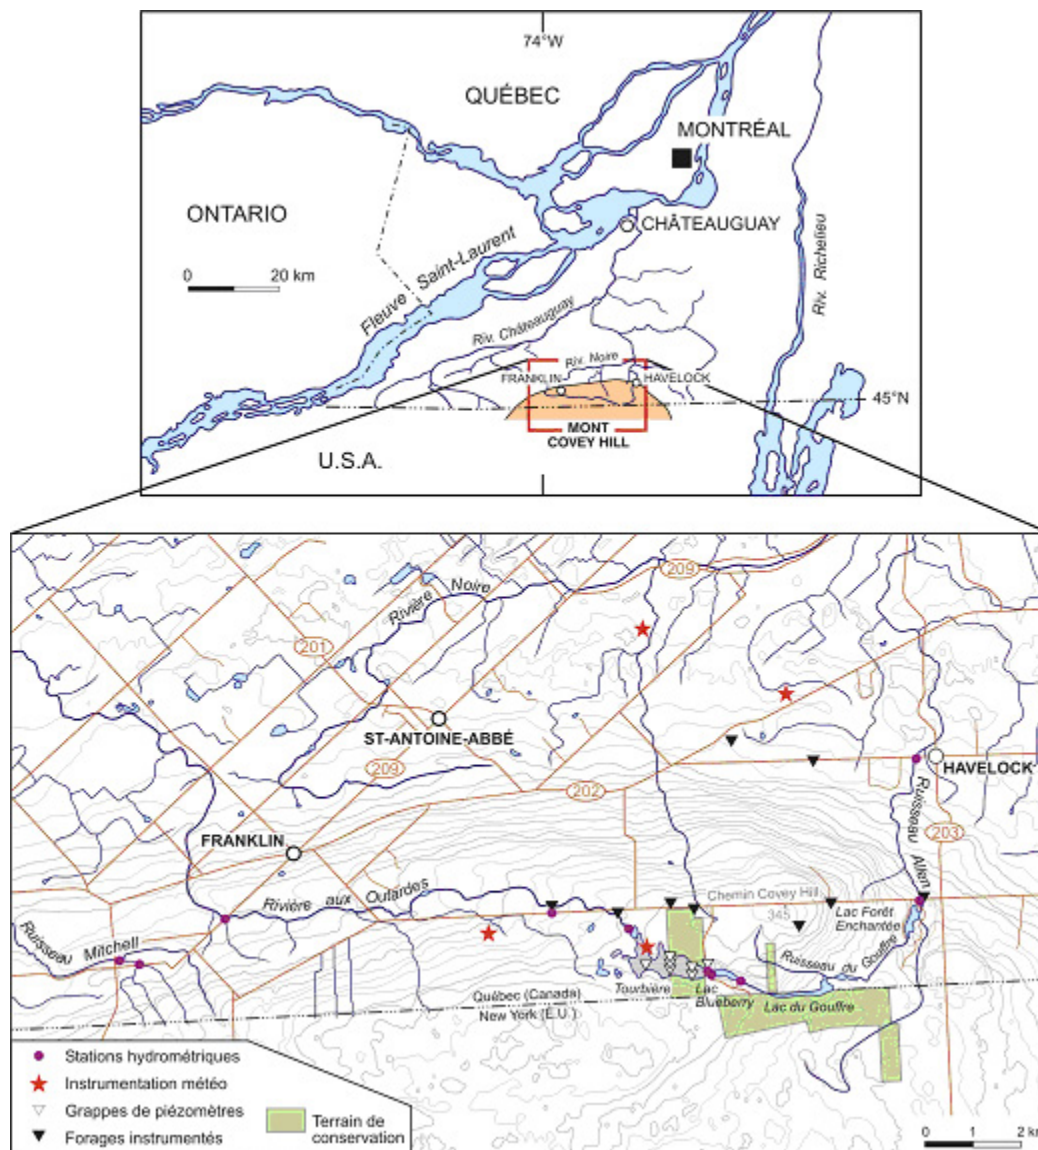 74°W
QUÉBEC
MONTRÉAL
ONTARIO
CHÂTEAUGUAY
0 20 km
Fleuve Saint-Laurent
Riv. Richelieu
Riv. Châteauguay
Riv. Noire
FRANKLIN
HAVELOCK
45°N
MONT
COVEY HILL
U.S.A.
209
Rivière Noire
201
ST-ANTOINE-ABBÉ
209
HAVELOCK
202
Ruisseau Allen
203
FRANKLIN
Rivière aux Outardes
Chemin Covey Hill
345
Lac Forêt
Enchantée
Ruisseau Mitchell
Ruisseau du Gouffre
Tourbière
Lac
Blueberry
Lac du Gouffre
Québec (Canada)
New York (E.U.)
Stations hydrométriques
Instrumentation météo
Grappes de piézomètres
Forages instrumentés
Terrain de
conservation
0 1 2 km